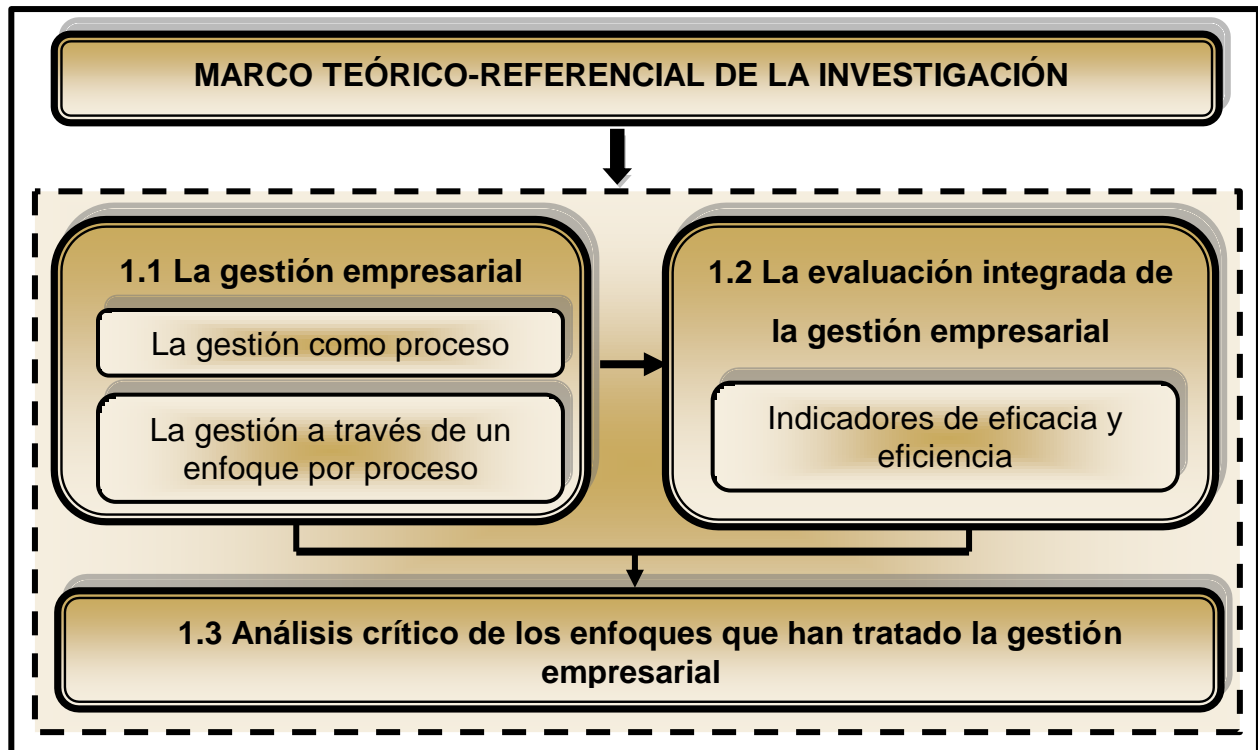 MARCO TEÓRICO-REFERENCIAL DE LA INVESTIGACIÓN
1.1 La gestión empresarial
La gestión como proceso
La gestión a través de un
enfoque por proceso
1.2 La evaluación integrada de
la gestión empresarial
Indicadores de eficacia y
eficiencia
1.3 Análisis crítico de los enfoques que han tratado la gestión
empresarial